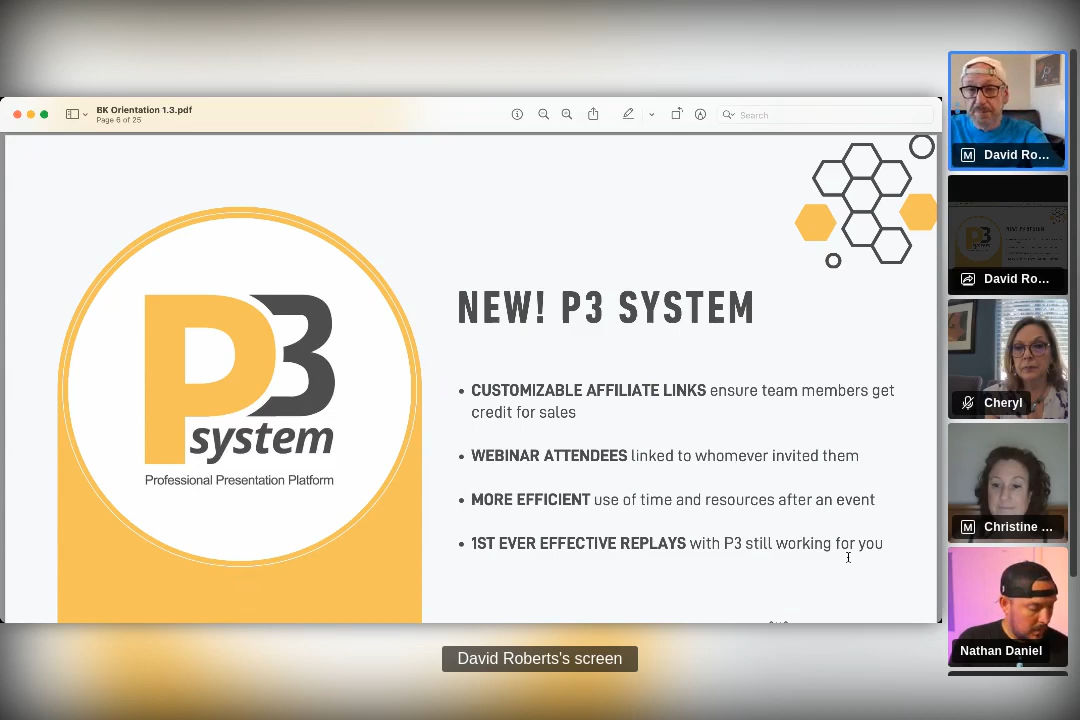 BK Orientation 1.3.pdf
Page 6 of 25
Search
P3
system
Professional Presentation Platform
NEW! P3 SYSTEM
• CUSTOMIZABLE AFFILIATE LINKS ensure team members get
credit for sales
• WEBINAR ATTENDEES linked to whomever invited them
• MORE EFFICIENT use of time and resources after an event
• 1ST EVER EFFECTIVE REPLAYS with P3 still working for you
David Roberts's screen
M David Ro...
David Ro...
Cheryl
M Christine ...
Nathan Daniel